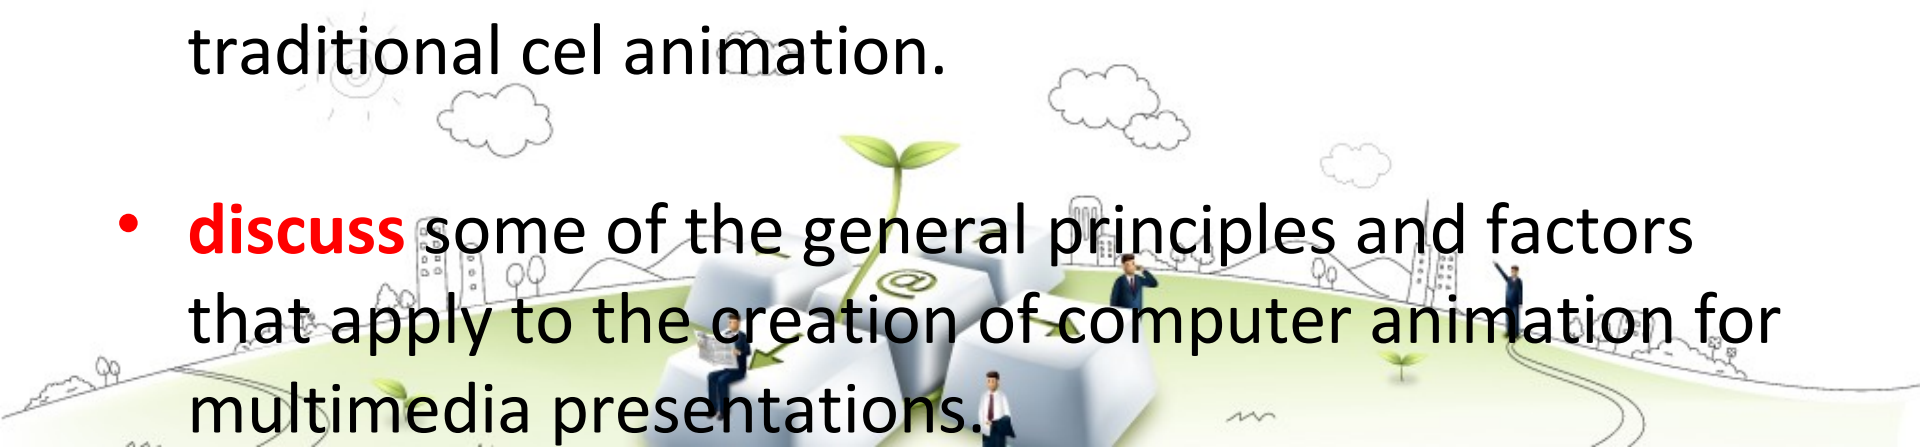 traditional cel animation.
• discuss some of the general principles and factors
that apply to the creation of computer animation for
multimedia presentations.
@